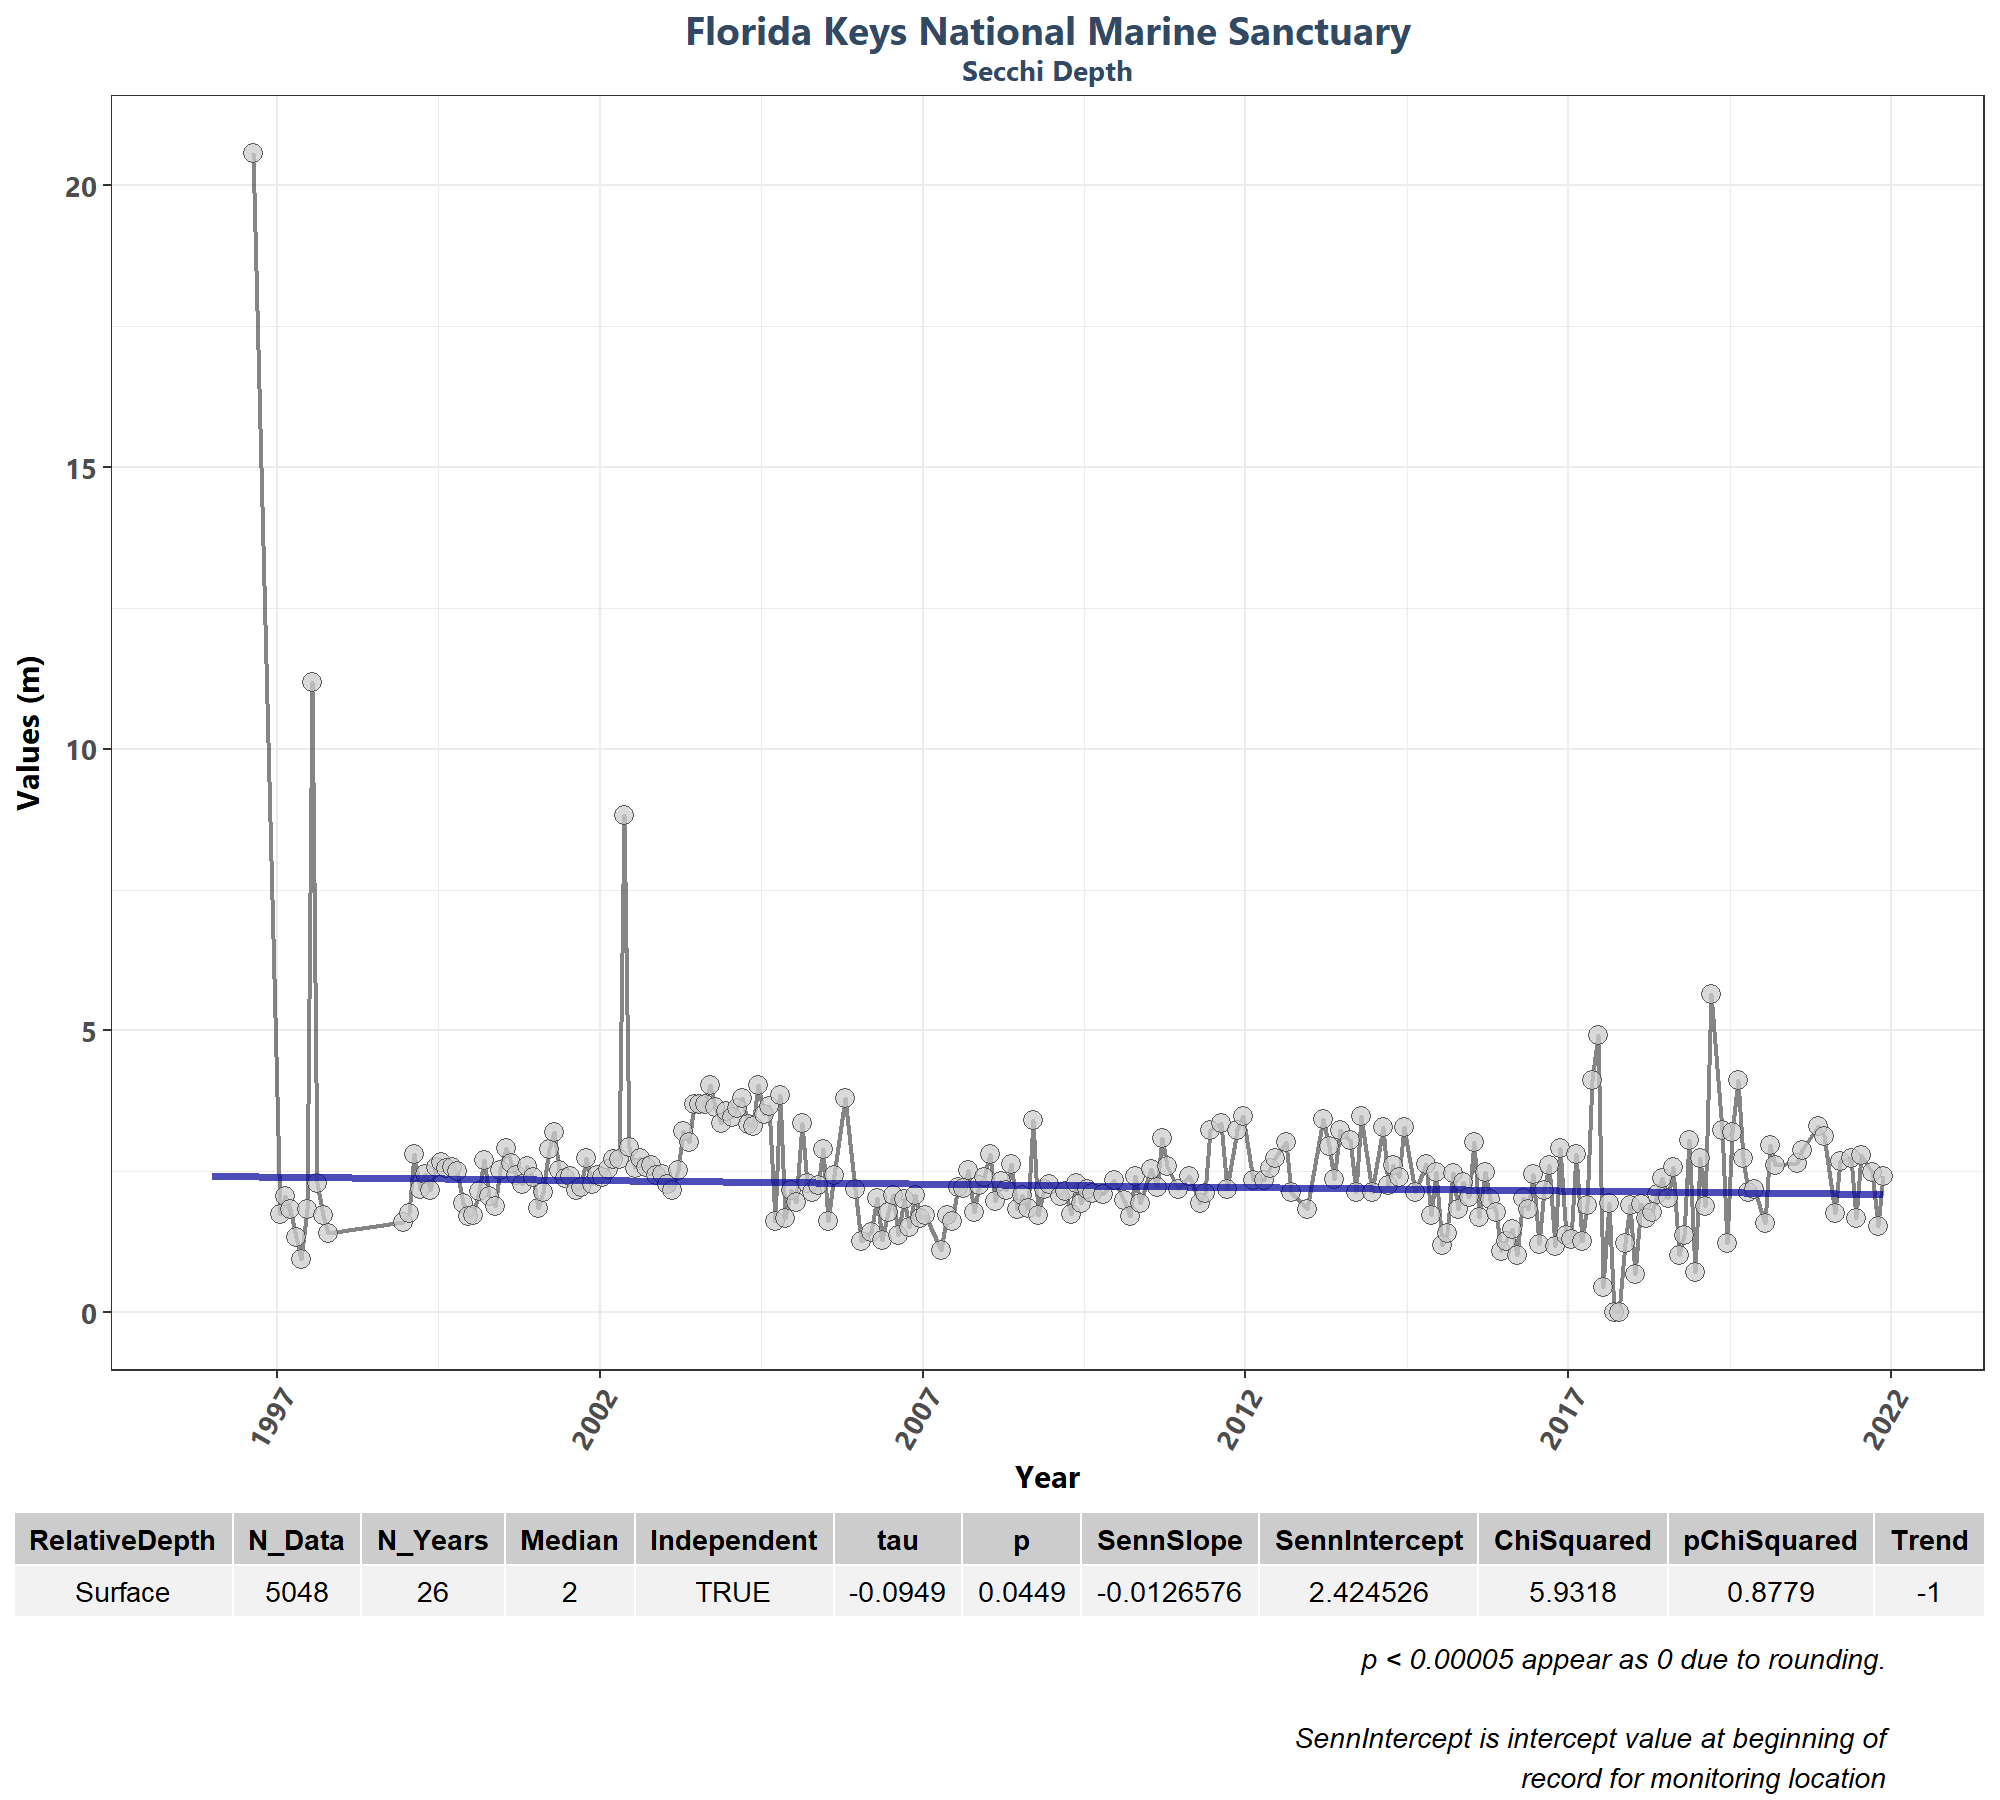 Florida Keys National Marine Sanctuary
Secchi Depth
Values (m)
20
15
10
5
0
1997 2002 2007 2012 2017 2022
Year
RelativeDepth N_Data N_Years Median Independent tau p SennSlope SennIntercept ChiSquared pChiSquared Trend
Surface 5048 26 2 TRUE -0.0949 0.0449 -0.0126576 2.424526 5.9318 0.8779 -1
p < 0.00005 appear as 0 due to rounding.
SennIntercept is intercept value at beginning of
record for monitoring location